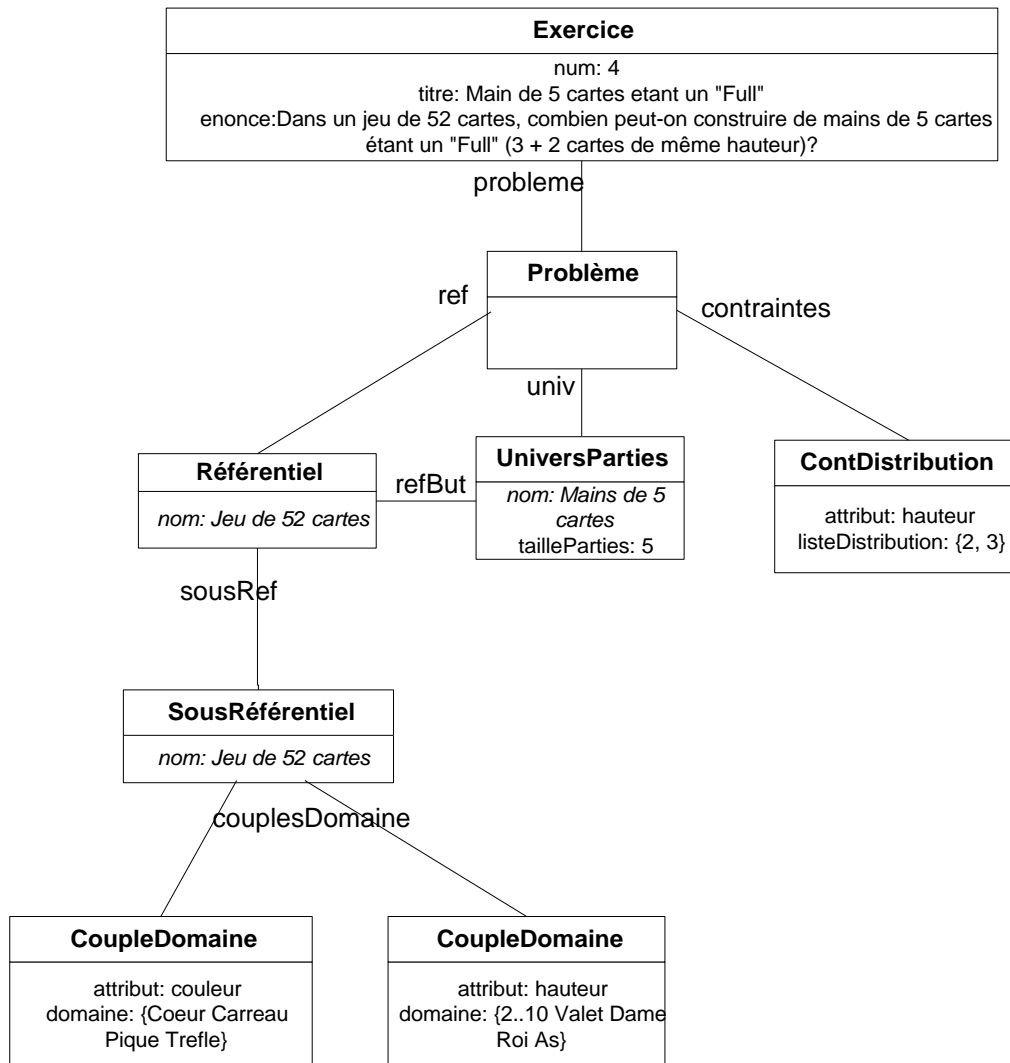 Exercice
num: 4
titre: Main de 5 cartes etant un "Full"
enonce:Dans un jeu de 52 cartes, combien peut-on construire de mains de 5 cartes
étant un "Full" (3 + 2 cartes de même hauteur)?
probleme
Problème
ref
contraintes
univ
Référentiel
nom: Jeu de 52 cartes
refBut
UniversParties
nom: Mains de 5
cartes
tailleParties: 5
ContDistribution
attribut: hauteur
listeDistribution: {2, 3}
sousRef
SousRéférentiel
nom: Jeu de 52 cartes
couplesDomaine
CoupleDomaine
attribut: couleur
domaine: {Coeur Carreau
Pique Trefle}
CoupleDomaine
attribut: hauteur
domaine: {2..10 Valet Dame
Roi As}